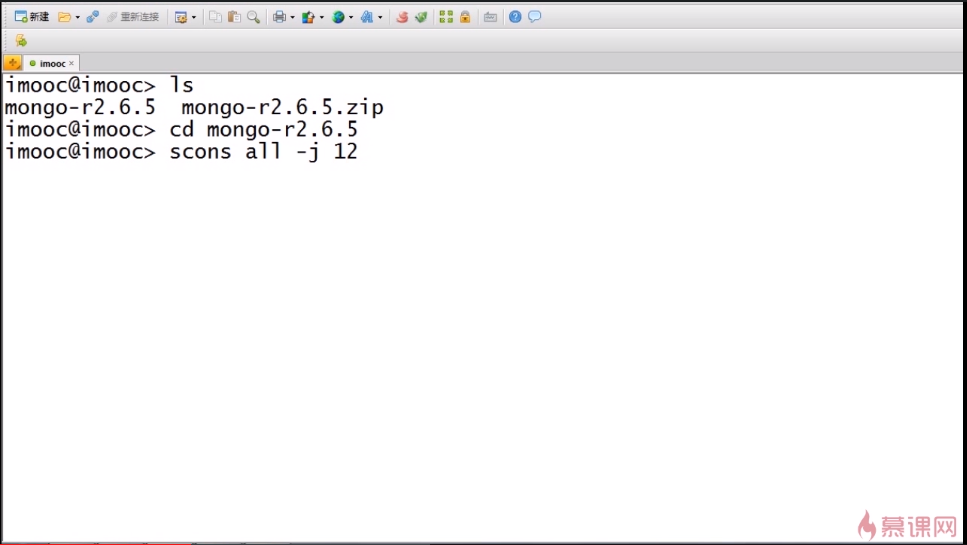 新建
重新连接
imooc ×
imooc@imooc> ls
mongo-r2.6.5  mongo-r2.6.5.zip
imooc@imooc> cd mongo-r2.6.5
imooc@imooc> scons all -j 12
慕课网